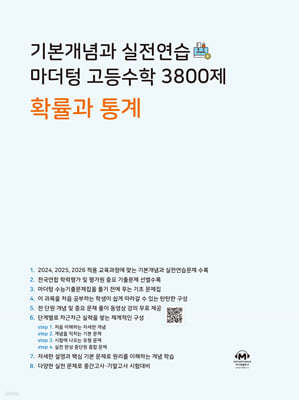 기본개념과 실전연습
마더텅 고등수학 3800제
확률과 통계
1. 2024, 2025, 2026 적용 교육과정에 맞는 기본개념과 실전연습문제 수록
2. 전국연합 학력평가 및 평가원 중요 기출문제 선별수록
3. 마더텅 수능기출문제집을 풀기 전에 푸는 기초 문제집
4. 이 과목을 처음 공부하는 학생이 쉽게 따라갈 수 있는 탄탄한 구성
5. 전 단원 개념 및 중요 문제 풀이 동영상 강의 무료 제공
6. 단계별로 차근차근 실력을 쌓는 체계적인 구성
step 1. 처음 이해하는 자세한 개념
step 2. 개념을 익히는 기본 문제
step 3. 시험에 나오는 유형 문제
step 4. 실전 완성 중단원 종합 문제
7. 자세한 설명과 핵심 기본 문제로 원리를 이해하는 개념 학습
8. 다양한 실전 문제로 중간고사·기말고사 시험대비